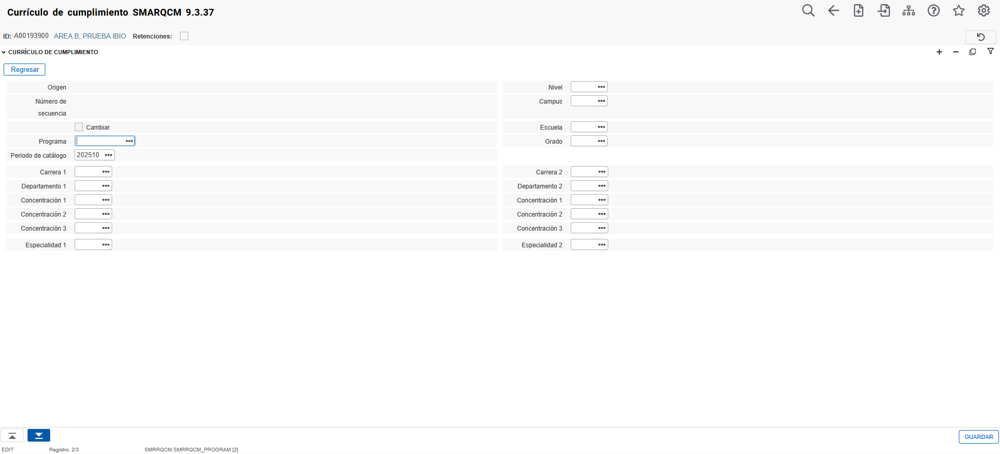 Currículo de cumplimiento SMARQCM 9.3.37
ID: A00193900 AREA B, PRUEBA IBIO Retenciones:
CURRÍCULO DE CUMPLIMIENTO
Regresar
Origen
Nivel
Número de secuencia
Campus
Cambiar
Escuela
Programa
Grado
Periodo de catálogo 202510
Carrera 1
Carrera 2
Departamento 1
Departamento 2
Concentración 1
Concentración 1
Concentración 2
Concentración 2
Concentración 3
Concentración 3
Especialidad 1
Especialidad 2
GUARDAR
EDIT Registro: 2/3 SMRRQCM.SMRRQCM_PROGRAM [2]